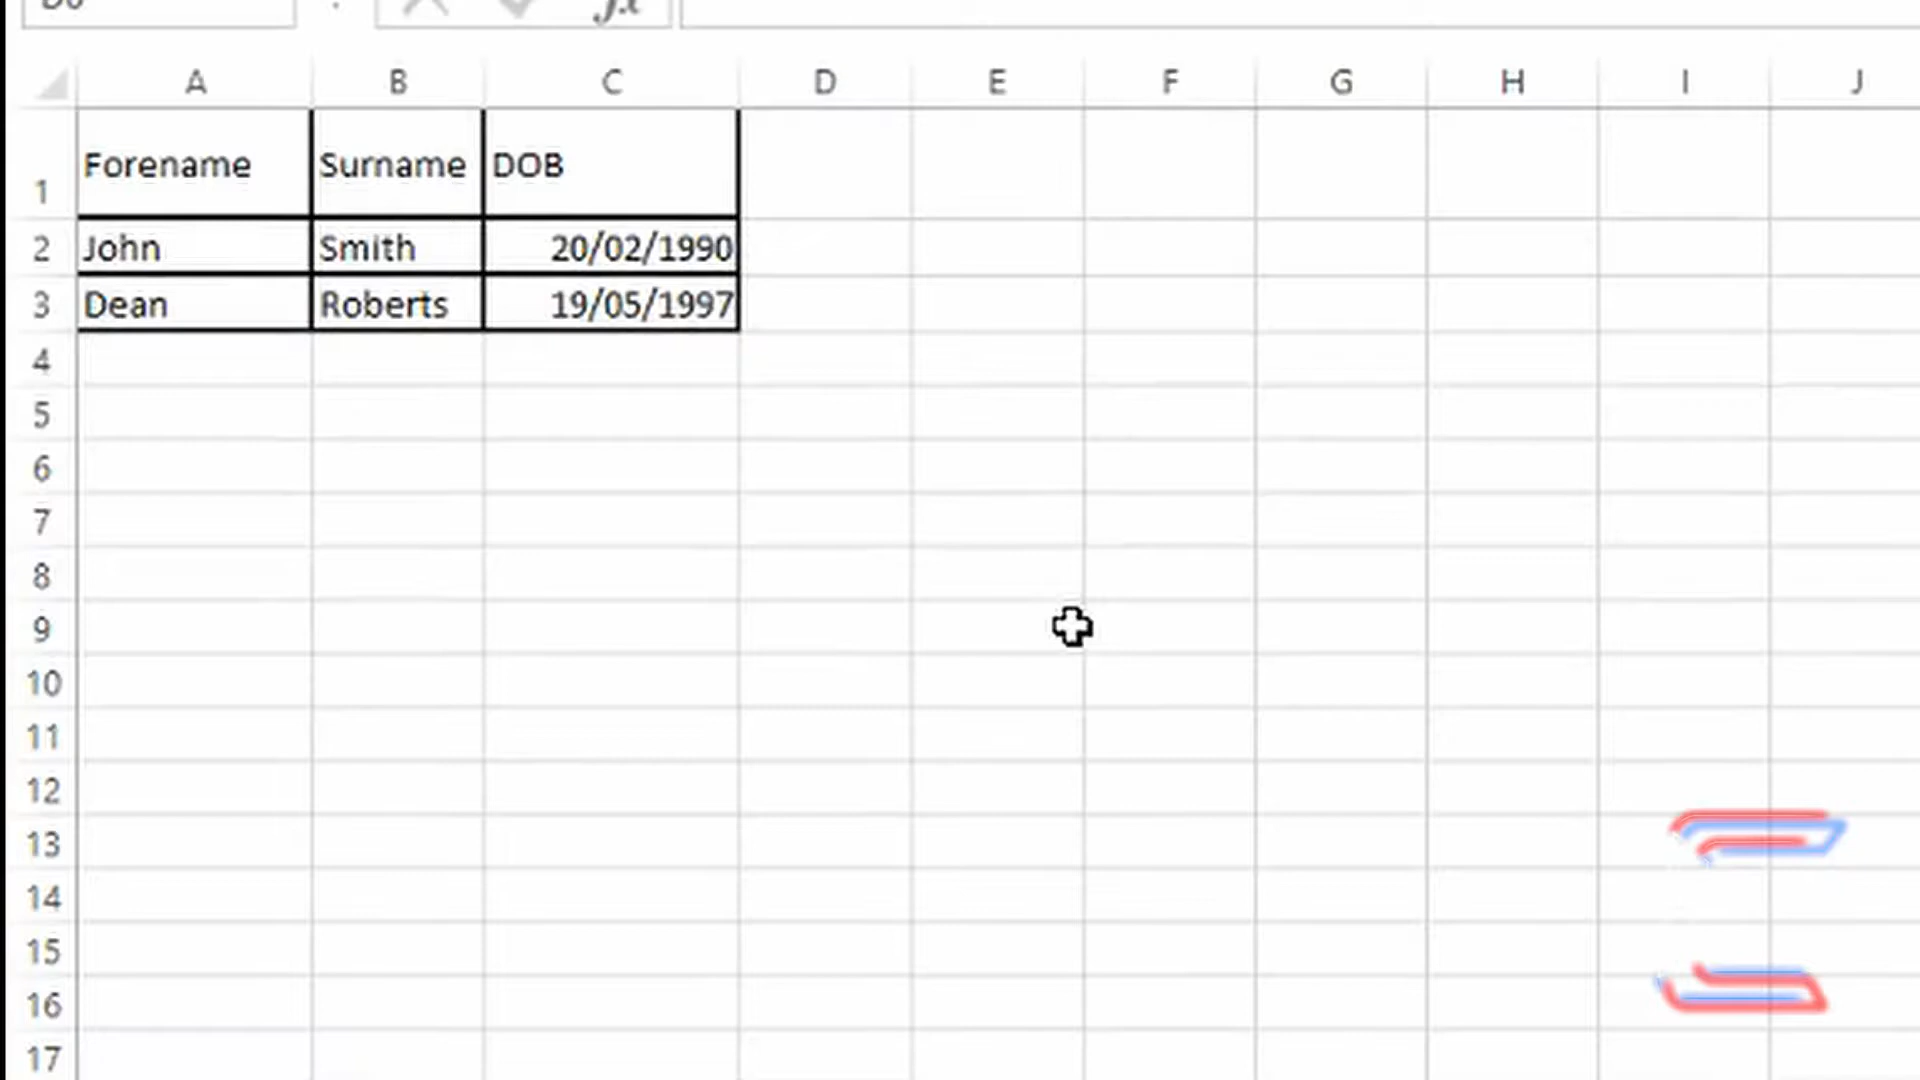 fx
A B C D E F G H I J
1 Forename Surname DOB
2 John Smith 20/02/1990
3 Dean Roberts 19/05/1997
4
5
6
7
8
9
10
11
12
13
14
15
16
17